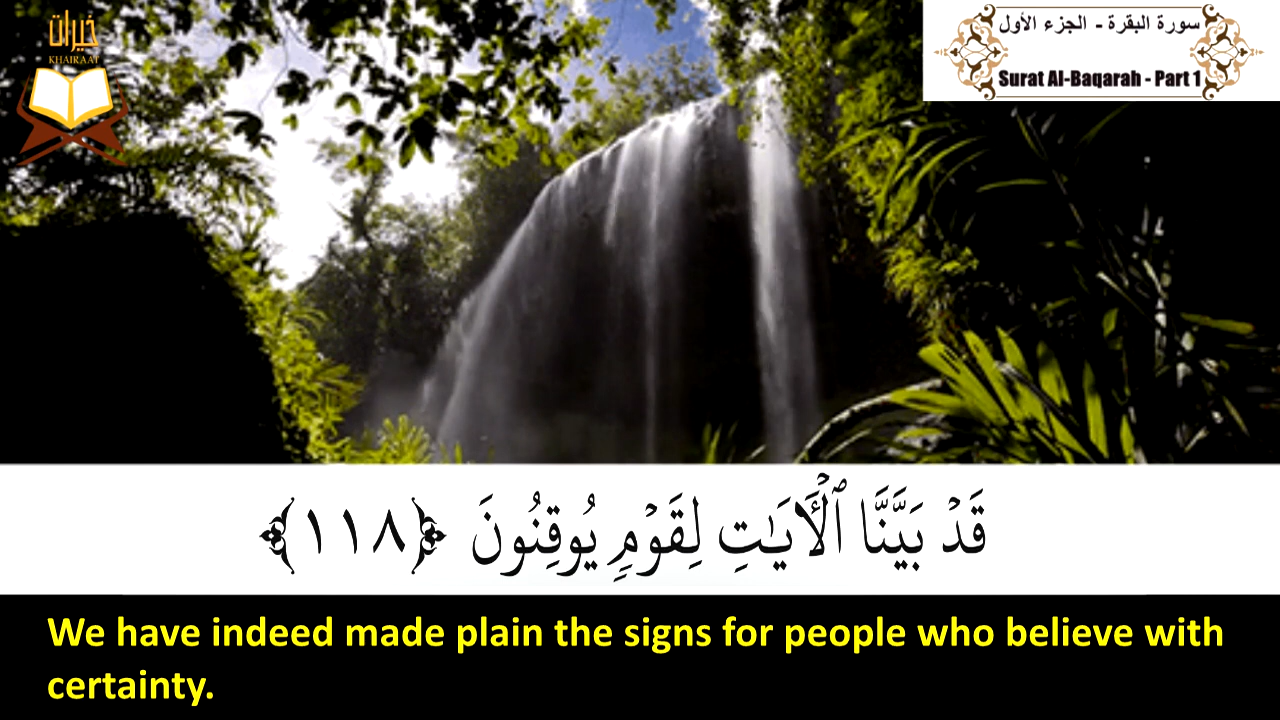 خيرات
KHAIRAAT
سورة البقرة - الجزء الأول
Surat Al-Baqarah - Part 1
قَدْ بَيَّنَّا ٱلْأَيَـٰتِ لِقَوْمٍ يُوقِنُونَ ﴿١١٨﴾
We have indeed made plain the signs for people who believe with
certainty.